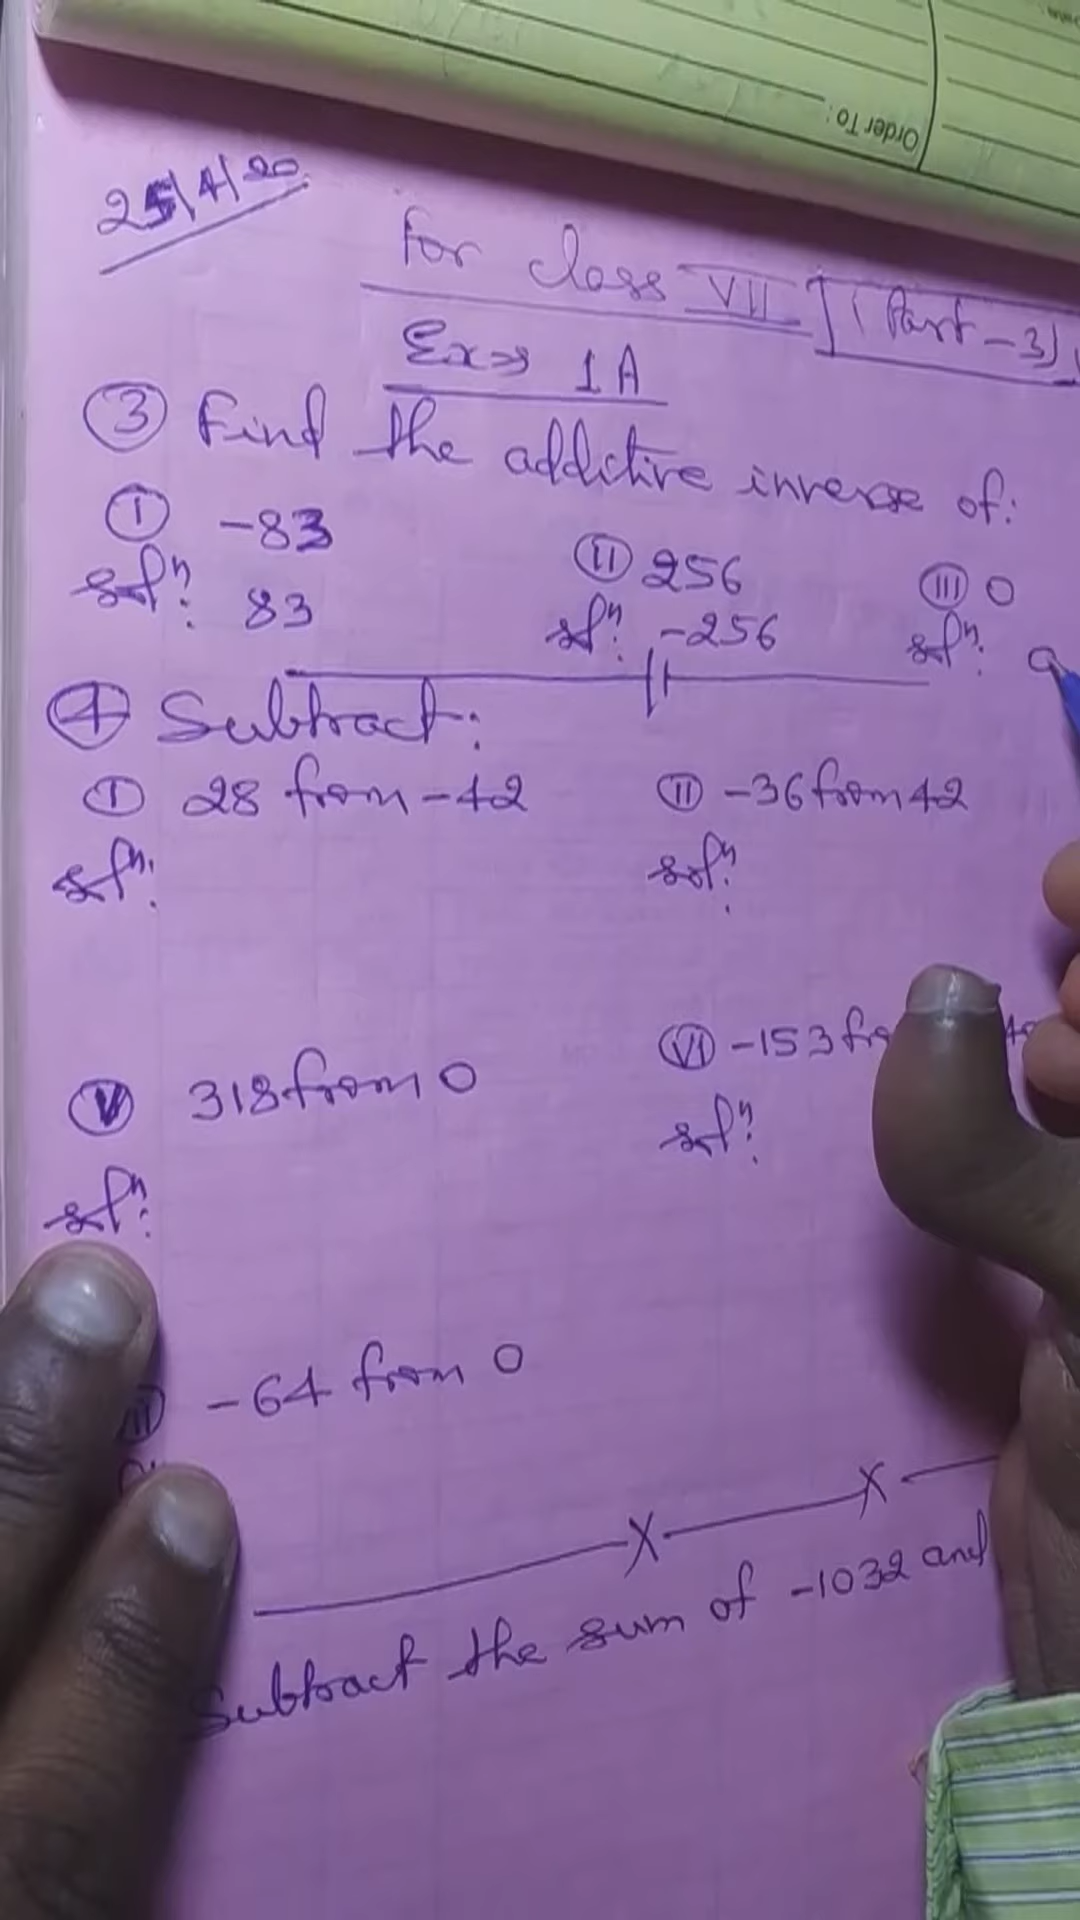 Order To:
25/4/20
For class VII] (Part-3)
Ex⇒ 1A
③ Find the additive inverse of:
Ⓘ -83
Ⓘⓘ 256
Ⓘⓘⓘ 0
solⁿ: 83
solⁿ: -256
solⁿ:
④ Subtract:
Ⓘ 28 from -42
Ⓘⓘ -36 from 42
solⁿ:
solⁿ:
Ⓥ 318 from 0
Ⓥⓘ -153
solⁿ:
solⁿ:
-64 from 0
X X
Subtract the sum of -1032 and